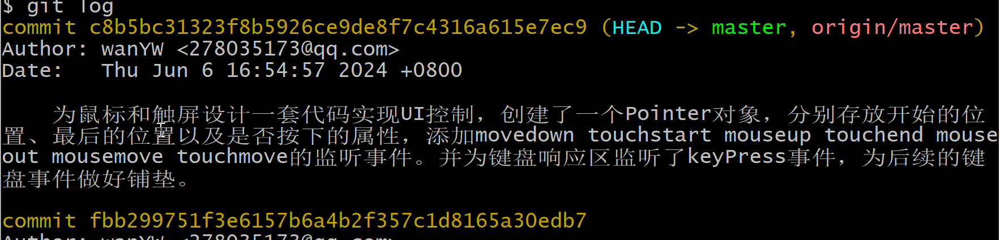 $ git log
commit c8b5bc31323f8b5926ce9de8f7c4316a615e7ec9 (HEAD -> master, origin/master)
Author: wanYW <278035173@qq.com>
Date:   Thu Jun 6 16:54:57 2024 +0800
为鼠标和触屏设计一套代码实现UI控制，创建了一个Pointer对象，分别存放开始的位
置、最后的位置以及是否按下的属性，添加movedown touchstart mouseup touchend mouse
out mousemove touchmove的监听事件。并为键盘响应区监听了keyPress事件，为后续的键
盘事件做好铺垫。
commit fbb299751f3e6157b6a4b2f357c1d8165a30edb7
Author: wanYW <278035173@qq.com>